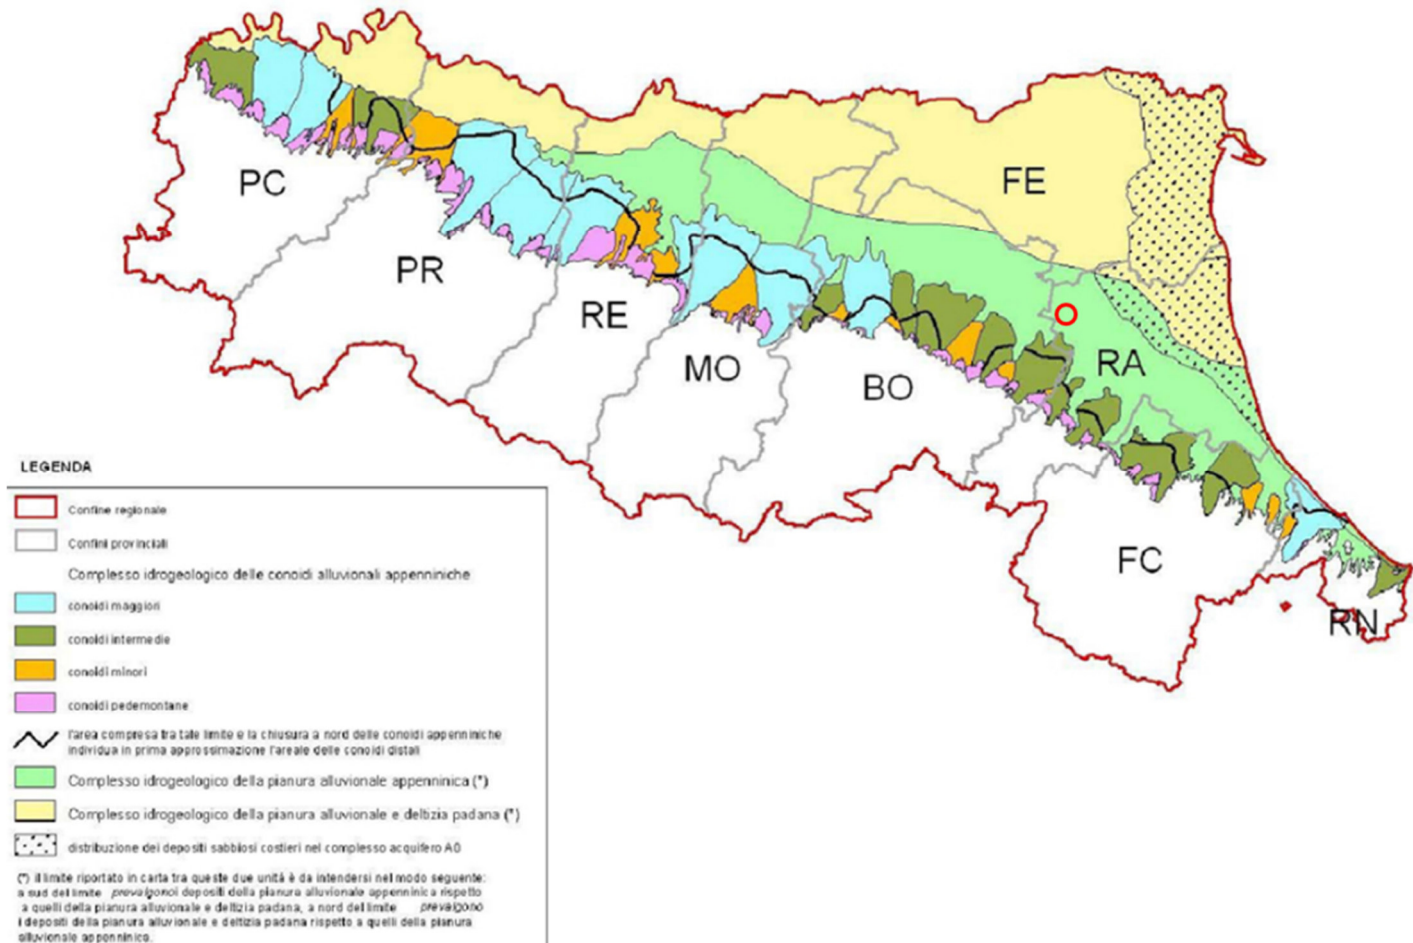 PC
PR
RE
MO
BO
FE
RA
FC
RN
LEGENDA
Confine regionale
Confini provinciali
Complesso idrogeologico delle conoidi alluvionali appenniniche
conoidi maggiori
conoidi intermedie
conoidi minori
conoidi pedemontane
l'area compresa tra tale limite e la chiusura a nord delle conoidi appenniniche
individua in prima approssimazione l'areale delle conoidi distali
Complesso idrogeologico della pianura alluvionale appenninica (*)
Complesso idrogeologico della pianura alluvionale e deltizia padana (*)
distribuzione dei depositi sabbiosi costieri nel complesso acquifero A0
(*) il limite riportato in carta tra queste due unità è da intendersi nel modo seguente:
a sud del limite prevalgono i depositi della pianura alluvionale appenninica rispetto
a quelli della pianura alluvionale e deltizia padana, a nord del limite prevalgono
i depositi della pianura alluvionale e deltizia padana rispetto a quelli della pianura
alluvionale appenninica.